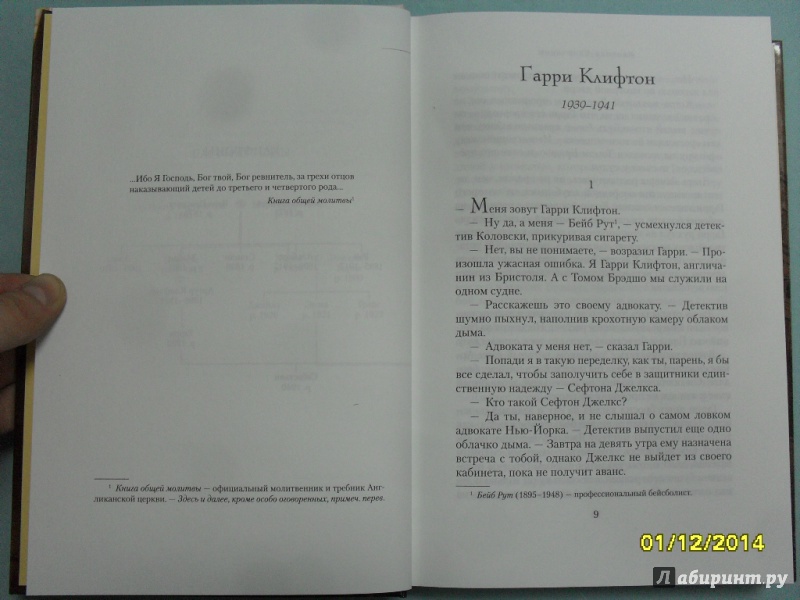 ...Ибо Я Господь, Бог твой, Бог ревнитель, за грехи отцов
наказывающий детей до третьего и четвертого рода...
Книга общей молитвы¹
¹ Книга общей молитвы — официальный молитвенник и требник Анг-
ликанской церкви. — Здесь и далее, кроме особо оговоренных, примеч. перев.
Гарри Клифтон
1939–1941
1
— Меня зовут Гарри Клифтон.
— Ну да, а меня — Бейб Рут¹, — усмехнулся детек-
тив Коловски, прикуривая сигарету.
— Нет, вы не понимаете, — возразил Гарри. — Про-
изошла ужасная ошибка. Я Гарри Клифтон, англича-
нин из Бристоля. А с Томом Брэдшо мы служили на
одном судне.
— Расскажешь это своему адвокату. — Детектив
шумно пыхнул, наполнив крохотную камеру облаком
дыма.
— Адвоката у меня нет, — сказал Гарри.
— Попади я в такую переделку, как ты, парень, я бы
все сделал, чтобы заполучить себе в защитники един-
ственную надежду — Сефтона Джелкса.
— Кто такой Сефтон Джелкс?
— Да ты, наверное, и не слышал о самом ловком
адвокате Нью-Йорка. — Детектив выпустил еще одно
облачко дыма. — Завтра на девять утра ему назначена
встреча с тобой, однако Джелкс не выйдет из своего
кабинета, пока не получит аванс.
¹ Бейб Рут (1895–1948) — профессиональный бейсболист.
9
01/12/2014
Лабиринт.ру